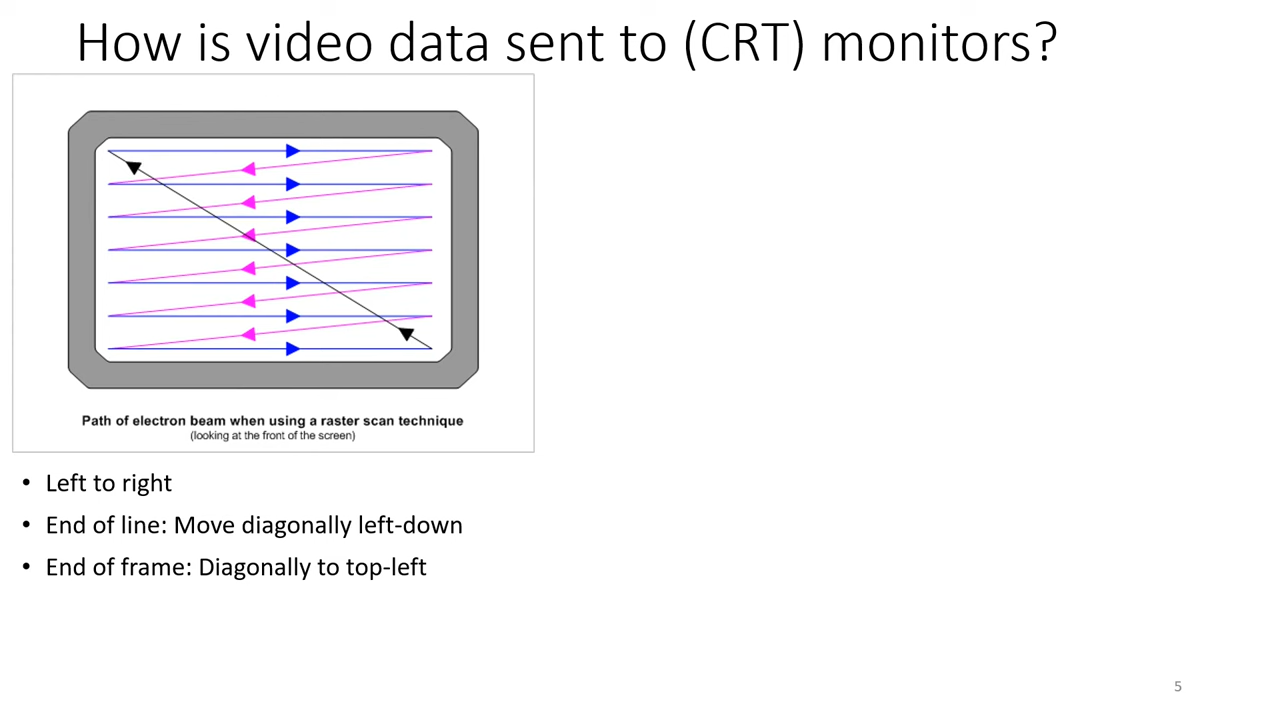 How is video data sent to (CRT) monitors?
Path of electron beam when using a raster scan technique
(looking at the front of the screen)
• Left to right
• End of line: Move diagonally left-down
• End of frame: Diagonally to top-left
5